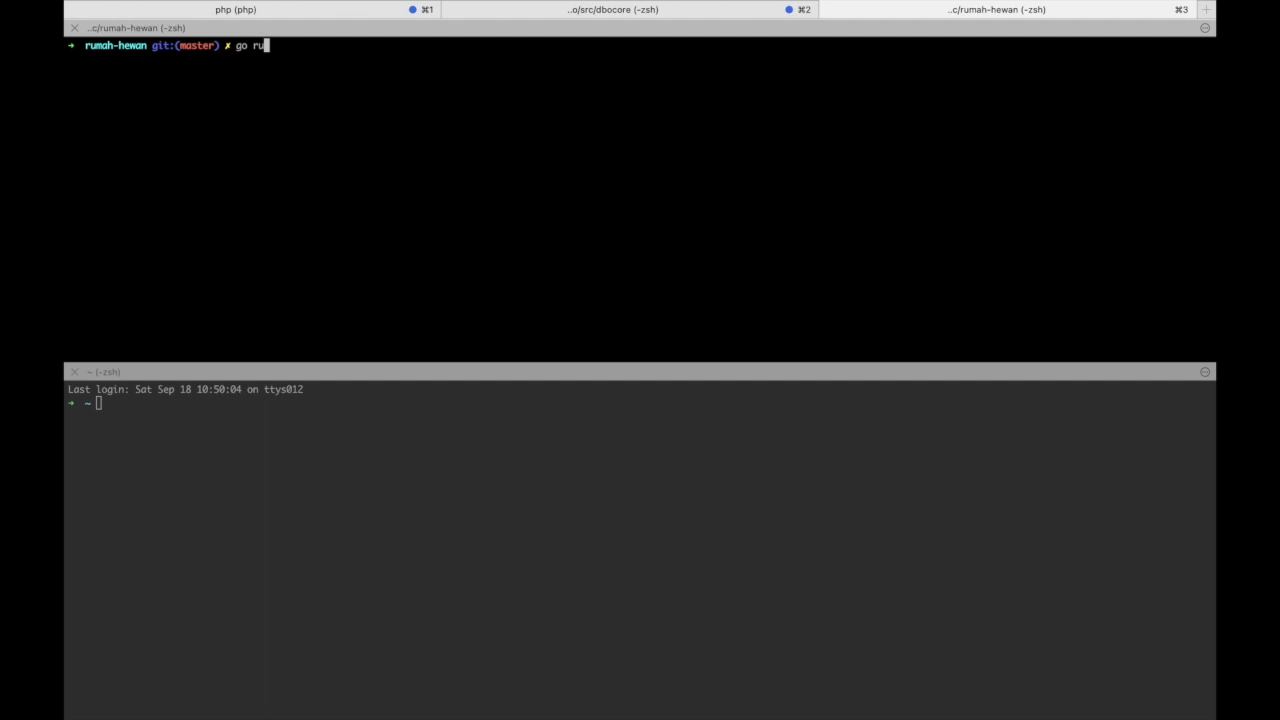 php (php) ⌘1 ..o/src/dbocore (-zsh) ⌘2 ..c/rumah-hewan (-zsh) ⌘3
..c/rumah-hewan (-zsh)
➜ rumah-hewan git:(master) ✗ go ru
~ (-zsh)
Last login: Sat Sep 18 10:50:04 on ttys012
➜ ~